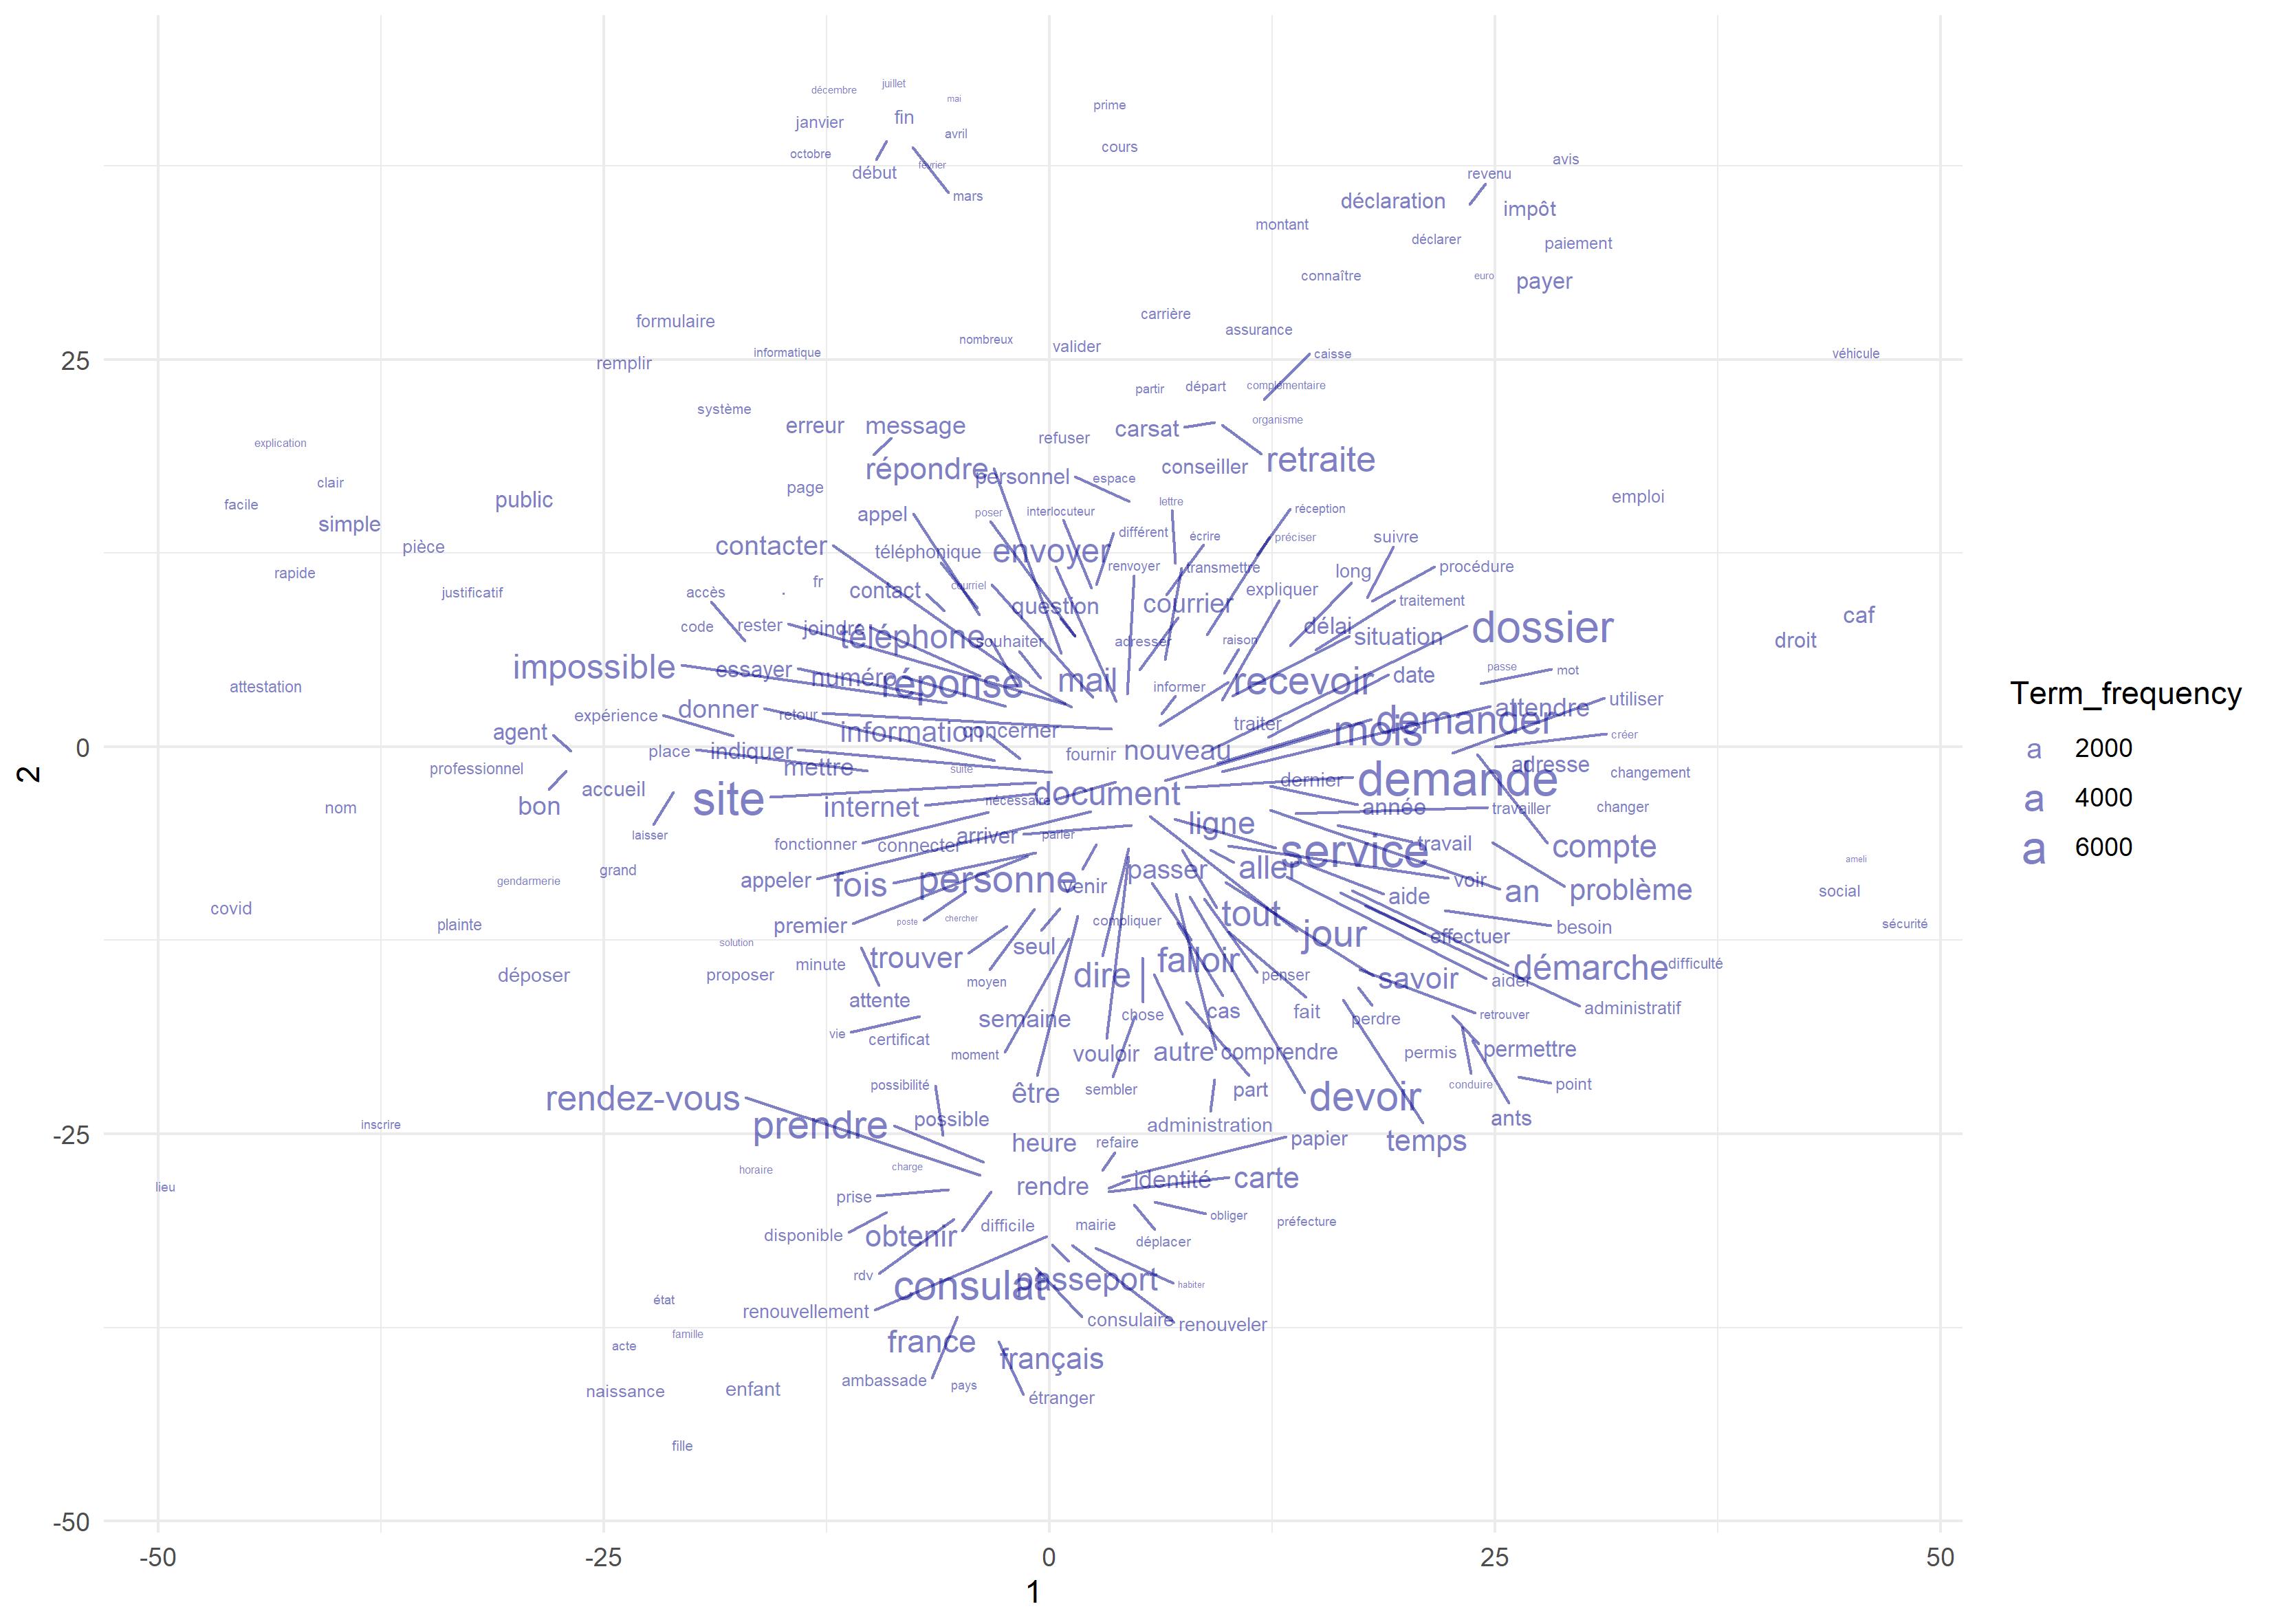 décembre
juillet
mai
prime
janvier
fin
avril
cours
octobre
février
début
mars
avis
revenu
déclaration
impôt
montant
déclarer
paiement
connaître
euro
payer
formulaire
carrière
assurance
nombreux
valider
informatique
caisse
véhicule
25
remplir
partir
départ
complémentaire
système
organisme
erreur
message
carsat
refuser
explication
retraite
répondre
conseiller
personnel
espace
clair
page
public
emploi
facile
lettre
simple
appel
poser
interlocuteur
réception
différent
écrire
préciser
suivre
pièce
contacter
téléphonique
envoyer
renvoyer
transmettre
procédure
rapide
long
fr
courriel
justificatif
accès
.
contact
expliquer
question
courrier
traitement
caf
code
rester
joindre
délai
dossier
téléphone
souhaiter
adresser
raison
situation
droit
impossible
essayer
numéro
réponse
mail
informer
recevoir
date
passe
mot
Term_frequency
attestation
expérience
donner
retour
utiliser
attendre
agent
information
concerner
traiter
mois
demander
créer
a 2000
0
place
indiquer
fournir
nouveau
professionnel
mettre
suite
adresse
changement
2
accueil
dernier
demande
bon
site
internet
nécessaire
document
année
travailler
changer
nom
a 4000
laisser
arriver
parler
ligne
fonctionner
connecter
service
travail
compte
a 6000
grand
passer
aller
ameli
gendarmerie
appeler
fois
personne
venir
voir
an
problème
social
aide
covid
plainte
premier
poste
chercher
compliquer
tout
besoin
sécurité
solution
seul
jour
effectuer
déposer
proposer
minute
trouver
dire
falloir
penser
savoir
démarche
difficulté
moyen
aider
attente
administratif
semaine
chose
cas
fait
perdre
retrouver
vie
certificat
moment
vouloir
autre
comprendre
permis
permettre
possibilité
sembler
part
conduire
point
rendez-vous
être
devoir
prendre
possible
administration
ants
-25
inscrire
heure
refaire
papier
temps
horaire
charge
lieu
prise
rendre
identité
carte
obliger
préfecture
disponible
obtenir
difficile
mairie
déplacer
rdv
consulat
passeport
habiter
état
renouvellement
consulaire
renouveler
famille
acte
france
français
naissance
enfant
ambassade
pays
étranger
fille
-50
-50
-25
0
25
50
1